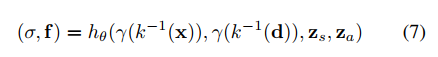 (σ, f) = h_θ(γ(k⁻¹(x)), γ(k⁻¹(d)), z_s, z_a) (7)